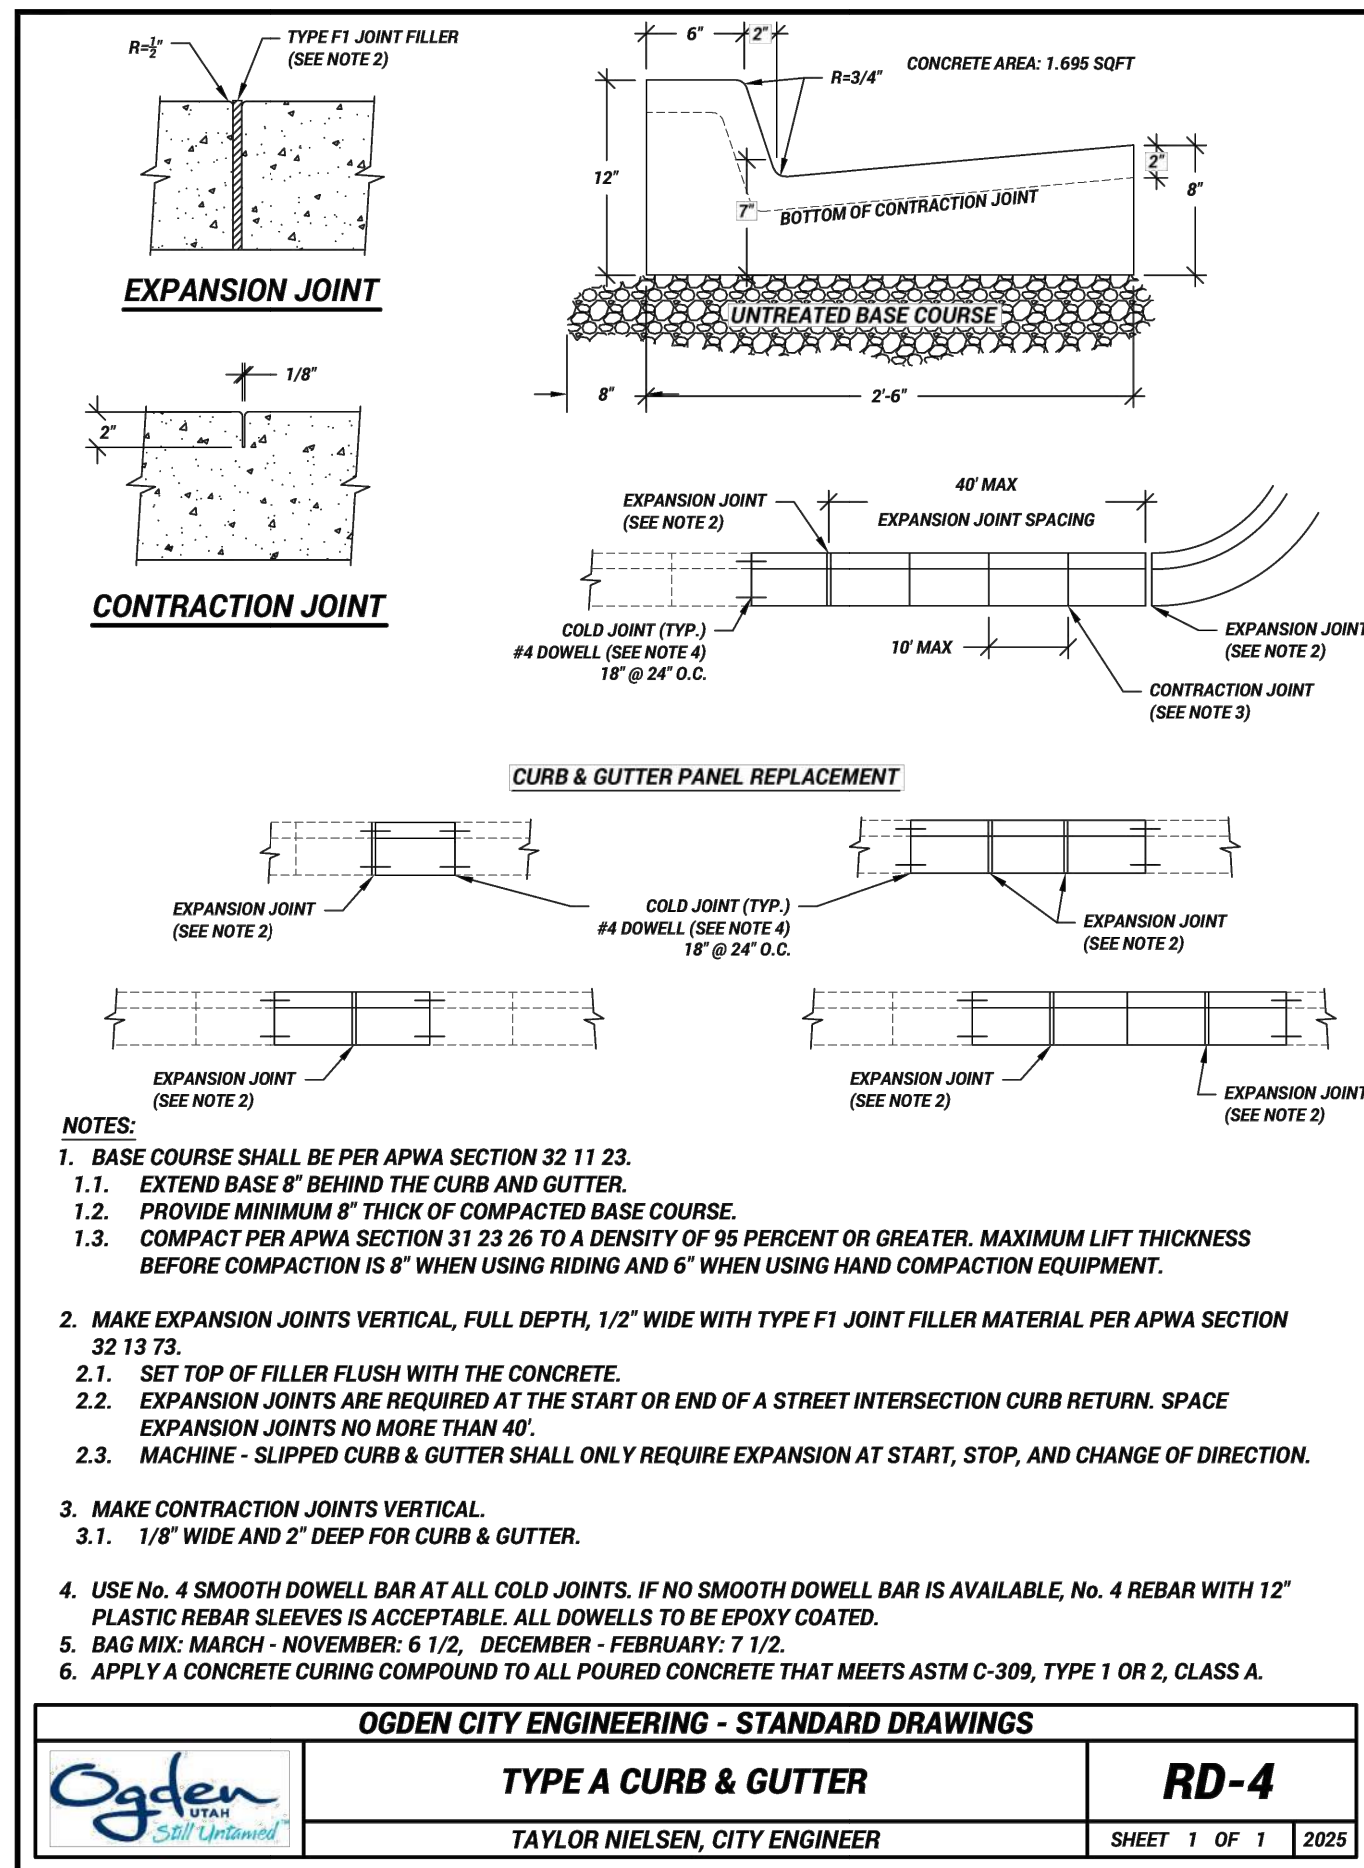 R=1/2"
TYPE F1 JOINT FILLER
(SEE NOTE 2)
EXPANSION JOINT
6"
2"
CONCRETE AREA: 1.695 SQFT
R=3/4"
12"
2"
8"
7"
BOTTOM OF CONTRACTION JOINT
UNTREATED BASE COURSE
8"
2'-6"
1/8"
2"
CONTRACTION JOINT
EXPANSION JOINT
(SEE NOTE 2)
40' MAX
EXPANSION JOINT SPACING
COLD JOINT (TYP.)
#4 DOWELL (SEE NOTE 4)
18" @ 24" O.C.
10' MAX
EXPANSION JOINT
(SEE NOTE 2)
CONTRACTION JOINT
(SEE NOTE 3)
CURB & GUTTER PANEL REPLACEMENT
EXPANSION JOINT
(SEE NOTE 2)
COLD JOINT (TYP.)
#4 DOWELL (SEE NOTE 4)
18" @ 24" O.C.
EXPANSION JOINT
(SEE NOTE 2)
EXPANSION JOINT
(SEE NOTE 2)
EXPANSION JOINT
(SEE NOTE 2)
EXPANSION JOINT
(SEE NOTE 2)
NOTES:
1. BASE COURSE SHALL BE PER APWA SECTION 32 11 23.
1.1. EXTEND BASE 8" BEHIND THE CURB AND GUTTER.
1.2. PROVIDE MINIMUM 8" THICK OF COMPACTED BASE COURSE.
1.3. COMPACT PER APWA SECTION 31 23 26 TO A DENSITY OF 95 PERCENT OR GREATER. MAXIMUM LIFT THICKNESS
BEFORE COMPACTION IS 8" WHEN USING RIDING AND 6" WHEN USING HAND COMPACTION EQUIPMENT.
2. MAKE EXPANSION JOINTS VERTICAL, FULL DEPTH, 1/2" WIDE WITH TYPE F1 JOINT FILLER MATERIAL PER APWA SECTION
32 13 73.
2.1. SET TOP OF FILLER FLUSH WITH THE CONCRETE.
2.2. EXPANSION JOINTS ARE REQUIRED AT THE START OR END OF A STREET INTERSECTION CURB RETURN. SPACE
EXPANSION JOINTS NO MORE THAN 40'.
2.3. MACHINE - SLIPPED CURB & GUTTER SHALL ONLY REQUIRE EXPANSION AT START, STOP, AND CHANGE OF DIRECTION.
3. MAKE CONTRACTION JOINTS VERTICAL.
3.1. 1/8" WIDE AND 2" DEEP FOR CURB & GUTTER.
4. USE No. 4 SMOOTH DOWELL BAR AT ALL COLD JOINTS. IF NO SMOOTH DOWELL BAR IS AVAILABLE, No. 4 REBAR WITH 12"
PLASTIC REBAR SLEEVES IS ACCEPTABLE. ALL DOWELLS TO BE EPOXY COATED.
5. BAG MIX: MARCH - NOVEMBER: 6 1/2, DECEMBER - FEBRUARY: 7 1/2.
6. APPLY A CONCRETE CURING COMPOUND TO ALL POURED CONCRETE THAT MEETS ASTM C-309, TYPE 1 OR 2, CLASS A.
OGDEN CITY ENGINEERING - STANDARD DRAWINGS
Ogden
UTAH
Still Untamed™
TYPE A CURB & GUTTER
RD-4
TAYLOR NIELSEN, CITY ENGINEER
SHEET 1 OF 1
2025